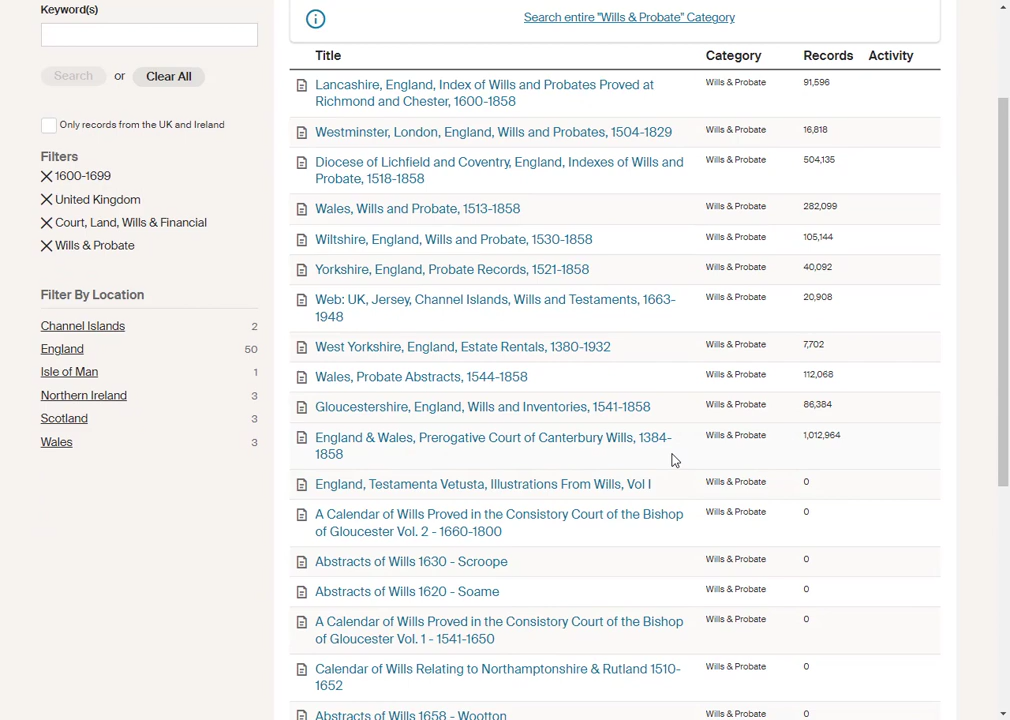 Keyword(s)
Search or Clear All
Only records from the UK and Ireland
Filters
1600-1699
United Kingdom
Court, Land, Wills & Financial
Wills & Probate
Filter By Location
Channel Islands 2
England 50
Isle of Man 1
Northern Ireland 3
Scotland 3
Wales 3
Search entire "Wills & Probate" Category
Title Category Records Activity
Lancashire, England, Index of Wills and Probates Proved at Wills & Probate 91,596
Richmond and Chester, 1600-1858
Westminster, London, England, Wills and Probates, 1504-1829 Wills & Probate 16,818
Diocese of Lichfield and Coventry, England, Indexes of Wills and Wills & Probate 504,135
Probate, 1518-1858
Wales, Wills and Probate, 1513-1858 Wills & Probate 282,099
Wiltshire, England, Wills and Probate, 1530-1858 Wills & Probate 105,144
Yorkshire, England, Probate Records, 1521-1858 Wills & Probate 40,092
Web: UK, Jersey, Channel Islands, Wills and Testaments, 1663- Wills & Probate 20,908
1948
West Yorkshire, England, Estate Rentals, 1380-1932 Wills & Probate 7,702
Wales, Probate Abstracts, 1544-1858 Wills & Probate 112,068
Gloucestershire, England, Wills and Inventories, 1541-1858 Wills & Probate 86,384
England & Wales, Prerogative Court of Canterbury Wills, 1384- Wills & Probate 1,012,964
1858
England, Testamenta Vetusta, Illustrations From Wills, Vol I Wills & Probate 0
A Calendar of Wills Proved in the Consistory Court of the Bishop Wills & Probate 0
of Gloucester Vol. 2 - 1660-1800
Abstracts of Wills 1630 - Scroope Wills & Probate 0
Abstracts of Wills 1620 - Soame Wills & Probate 0
A Calendar of Wills Proved in the Consistory Court of the Bishop Wills & Probate 0
of Gloucester Vol. 1 - 1541-1650
Calendar of Wills Relating to Northamptonshire & Rutland 1510- Wills & Probate 0
1652
Abstracts of Wills 1658 - Wootton Wills & Probate 0